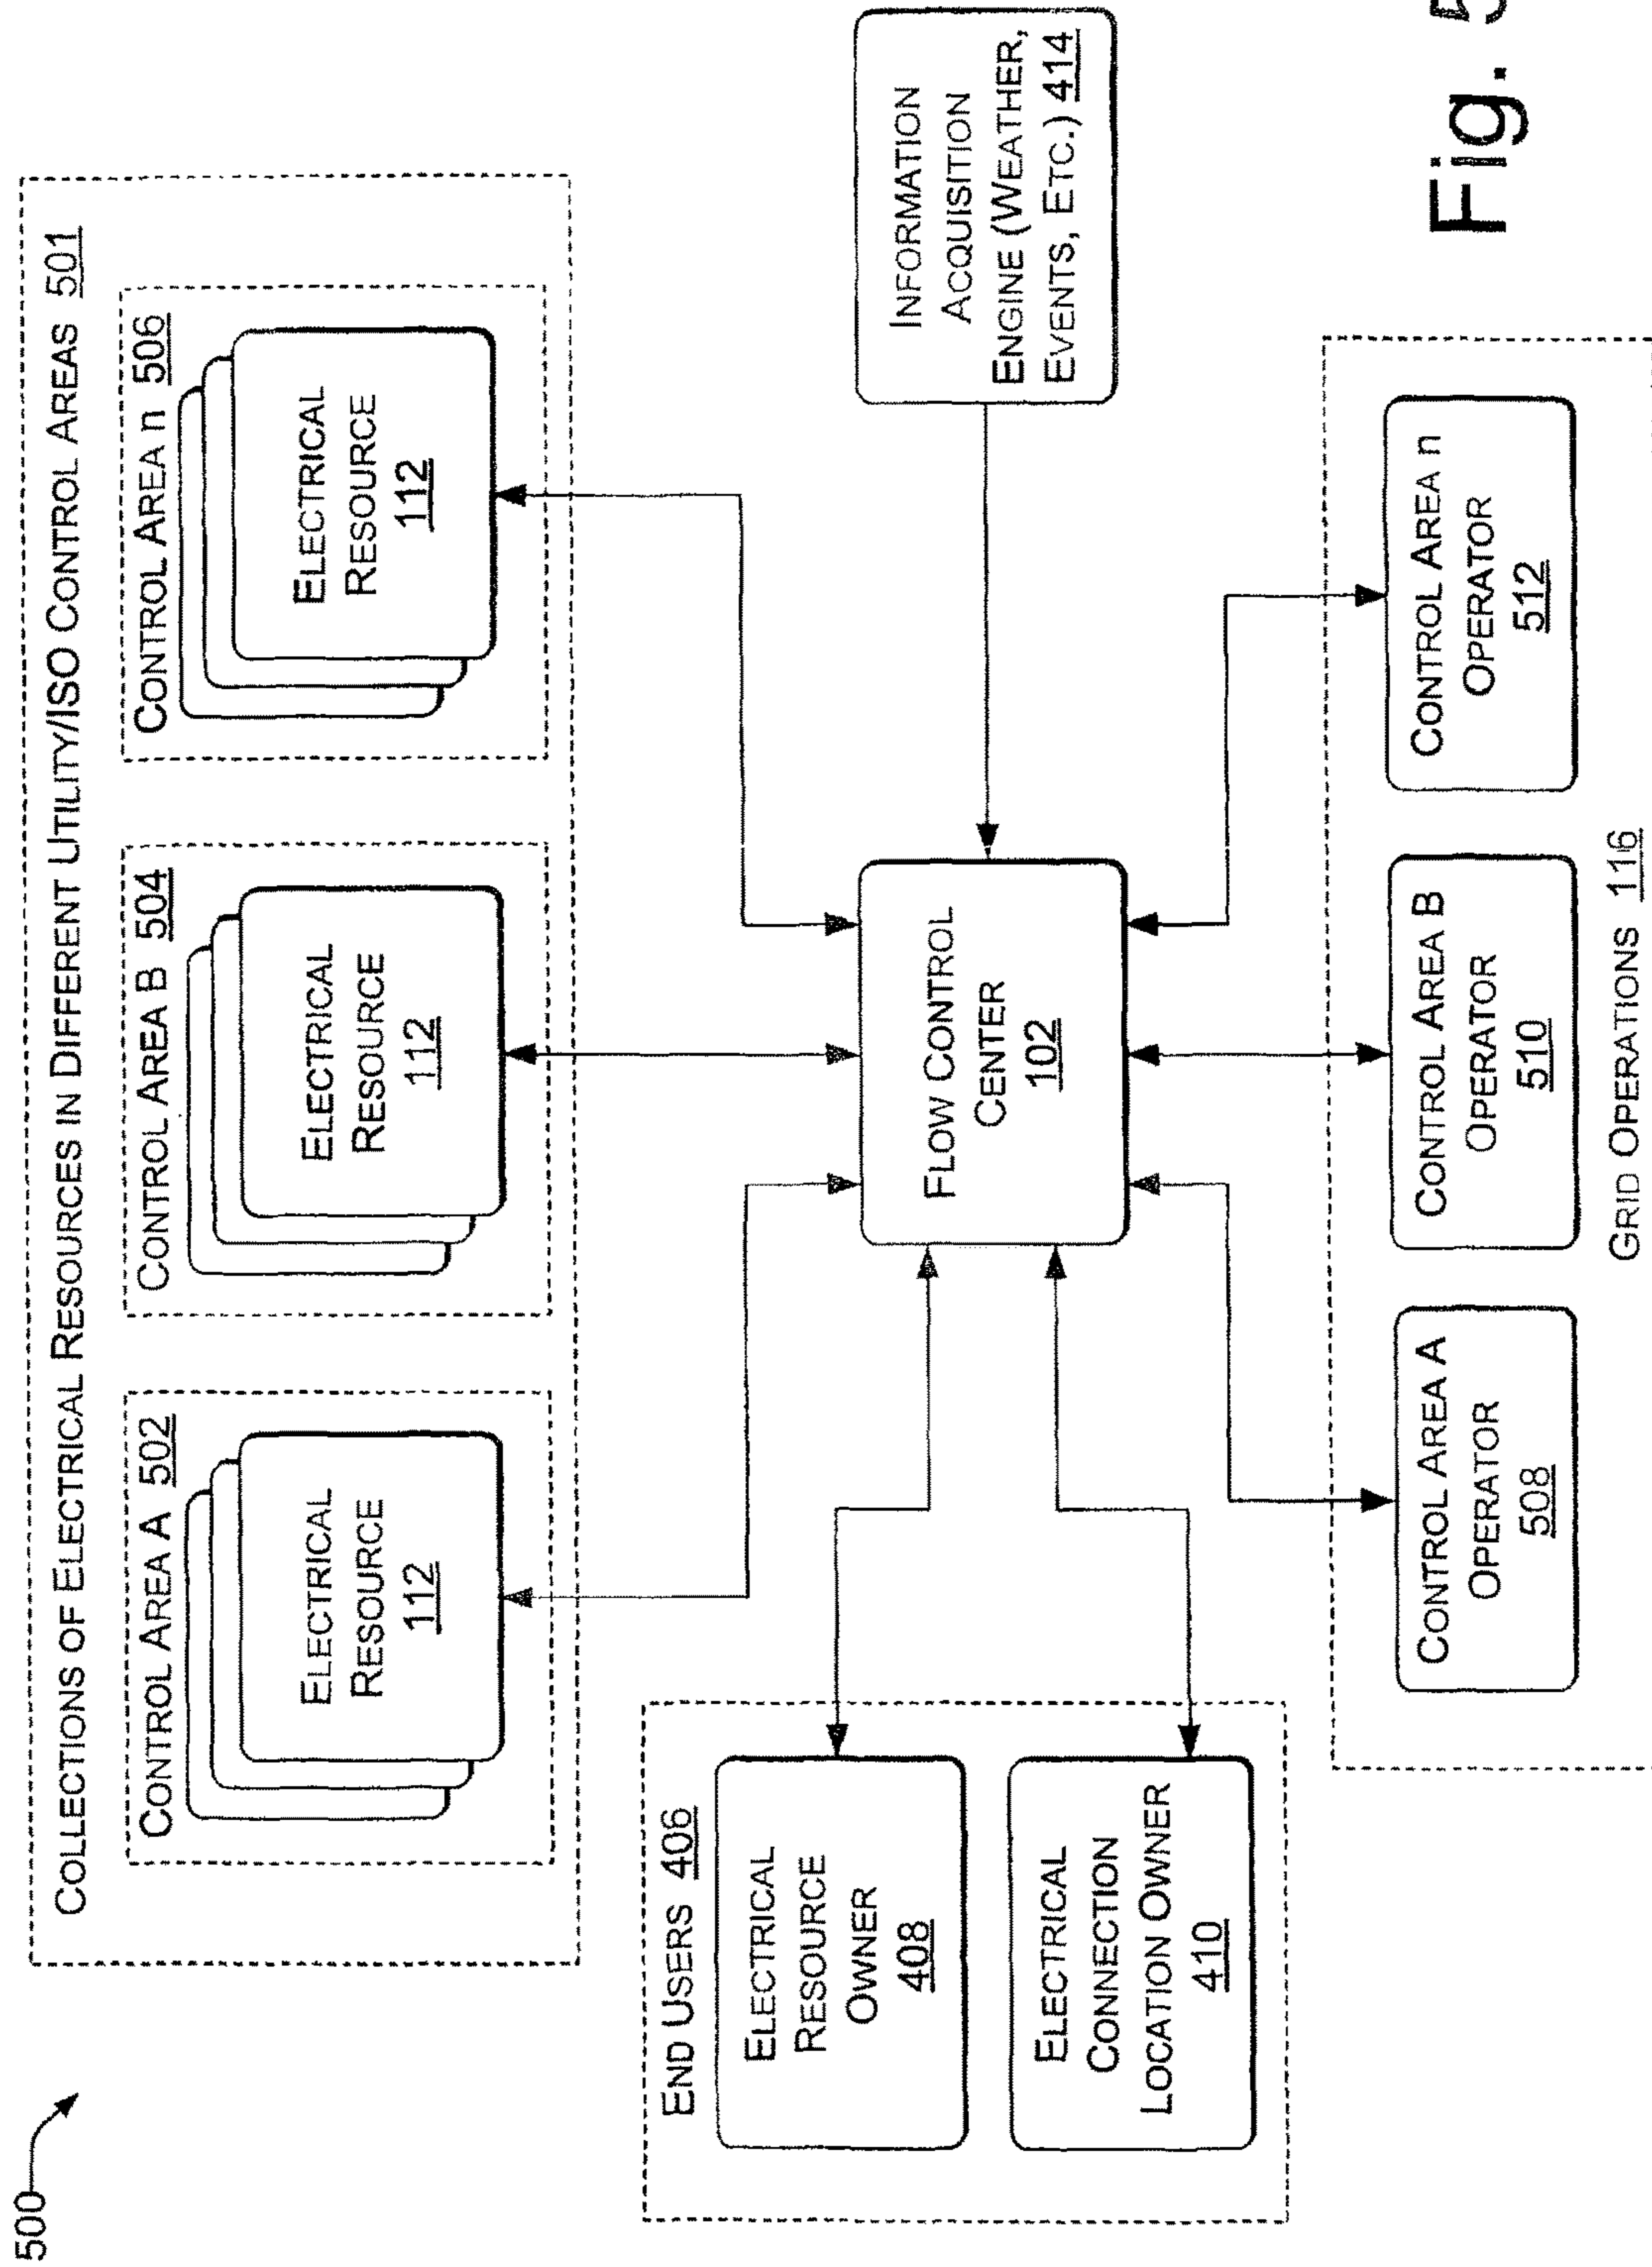 500
COLLECTIONS OF ELECTRICAL RESOURCES IN DIFFERENT UTILITY/ISO CONTROL AREAS 501
CONTROL AREA A 502
ELECTRICAL
RESOURCE
112
CONTROL AREA B 504
ELECTRICAL
RESOURCE
112
CONTROL AREA n 506
ELECTRICAL
RESOURCE
112
END USERS 406
ELECTRICAL
RESOURCE
OWNER
408
ELECTRICAL
CONNECTION
LOCATION OWNER
410
FLOW CONTROL
CENTER
102
INFORMATION
ACQUISITION
ENGINE (WEATHER,
EVENTS, ETC.) 414
CONTROL AREA A
OPERATOR
508
CONTROL AREA B
OPERATOR
510
CONTROL AREA n
OPERATOR
512
GRID OPERATIONS 116
Fig. 5